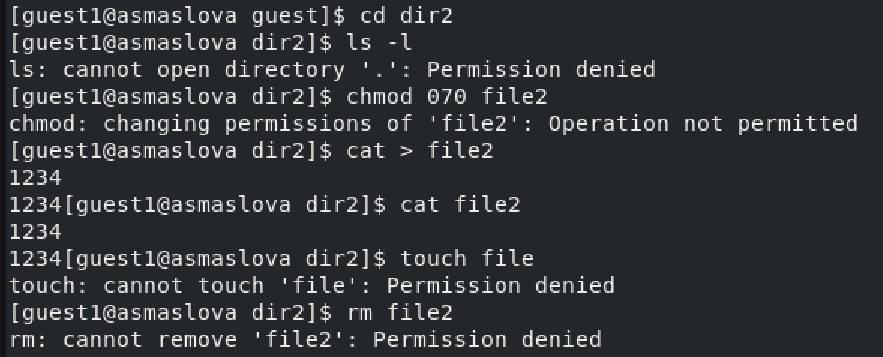 [guest1@asmaslova guest]$ cd dir2
[guest1@asmaslova dir2]$ ls -l
ls: cannot open directory '.': Permission denied
[guest1@asmaslova dir2]$ chmod 070 file2
chmod: changing permissions of 'file2': Operation not permitted
[guest1@asmaslova dir2]$ cat > file2
1234
1234[guest1@asmaslova dir2]$ cat file2
1234
1234[guest1@asmaslova dir2]$ touch file
touch: cannot touch 'file': Permission denied
[guest1@asmaslova dir2]$ rm file2
rm: cannot remove 'file2': Permission denied